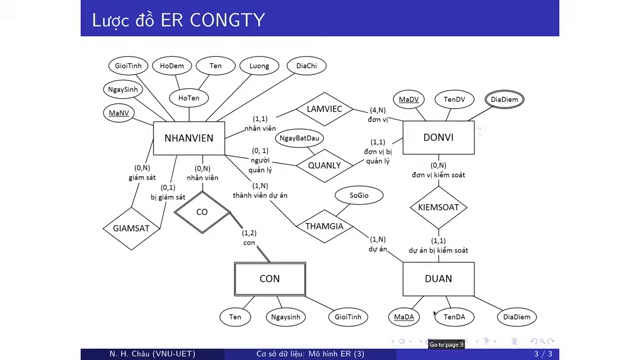 Lược đồ ER CONGTY
GioiTinh
HoDem
Ten
Luong
DiaChi
NgaySinh
HoTen
MaNV
NHANVIEN
(1,1)
nhân viên
LAMVIEC
(4,N)
đơn vị
MaDV
TenDV
DiaDiem
DONVI
NgayBatDau
(0, 1)
người
quản lý
QUANLY
(1,1)
đơn vị bị
quản lý
(0,N)
giám sát
(0,1)
bị giám sát
(0,N)
nhân viên
(1,N)
thành viên dự án
(0,N)
đơn vị kiểm soát
SoGio
GIAMSAT
CO
THAMGIA
KIEMSOAT
(1,2)
con
(1,N)
dự án
(1,1)
dự án bị kiểm soát
CON
DUAN
Ten
Ngaysinh
GioiTinh
MaDA
TenDA
DiaDiem
Go to page 3
N. H. Châu (VNU-UET)
Cơ sở dữ liệu: Mô hình ER (3)
3 / 3